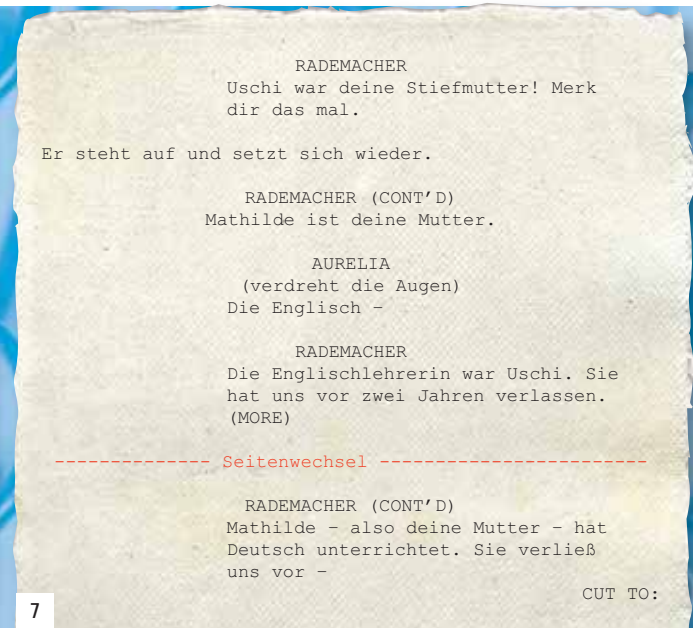 RADEMACHER
Uschi war deine Stiefmutter! Merk
dir das mal.
Er steht auf und setzt sich wieder.
RADEMACHER (CONT'D)
Mathilde ist deine Mutter.
AURELIA
(verdreht die Augen)
Die Englisch –
RADEMACHER
Die Englischlehrerin war Uschi. Sie
hat uns vor zwei Jahren verlassen.
(MORE)
-------------- Seitenwechsel ------------------------
RADEMACHER (CONT'D)
Mathilde – also deine Mutter – hat
Deutsch unterrichtet. Sie verließ
uns vor –
CUT TO:
7